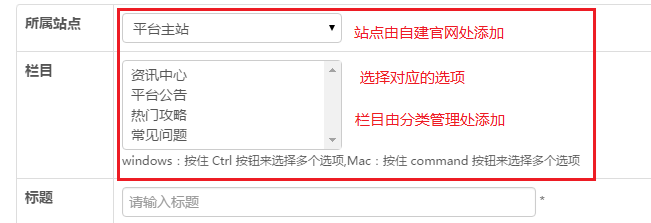 所属站点
平台主站
站点由自建官网处添加
栏目
资讯中心
平台公告
热门攻略
常见问题
选择对应的选项
栏目由分类管理处添加
windows：按住 Ctrl 按钮来选择多个选项,Mac：按住 command 按钮来选择多个选项
标题
请输入标题
*